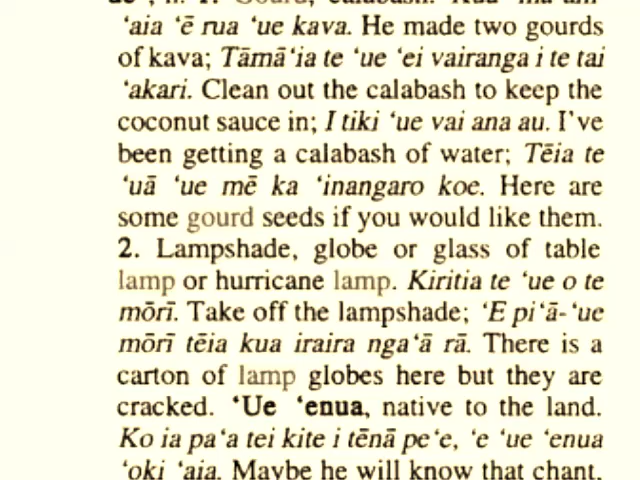 ‘aia ‘ē rua ‘ue kava. He made two gourds
of kava; Tāmā‘ia te ‘ue ‘ei vairanga i te tai
‘akari. Clean out the calabash to keep the
coconut sauce in; I tiki ‘ue vai ana au. I've
been getting a calabash of water; Tēia te
‘uā ‘ue mē ka ‘inangaro koe. Here are
some gourd seeds if you would like them.
2. Lampshade, globe or glass of table
lamp or hurricane lamp. Kiritia te ‘ue o te
mōrī. Take off the lampshade; ‘E pi‘ā-‘ue
mōrī tēia kua iraira nga‘ā rā. There is a
carton of lamp globes here but they are
cracked. ‘Ue ‘enua, native to the land.
Ko ia pa‘a tei kite i tēnā pe‘e, ‘e ‘ue ‘enua
‘oki ‘aia. Maybe he will know that chant,